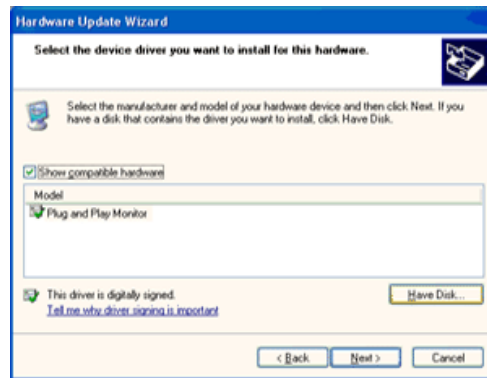 Hardware Update Wizard
Select the device driver you want to install for this hardware.
Select the manufacturer and model of your hardware device and then click Next. If you
have a disk that contains the driver you want to install, click Have Disk.
Show compatible hardware
Model
Plug and Play Monitor
This driver is digitally signed.
Have Disk...
Tell me why driver signing is important
< Back
Next >
Cancel